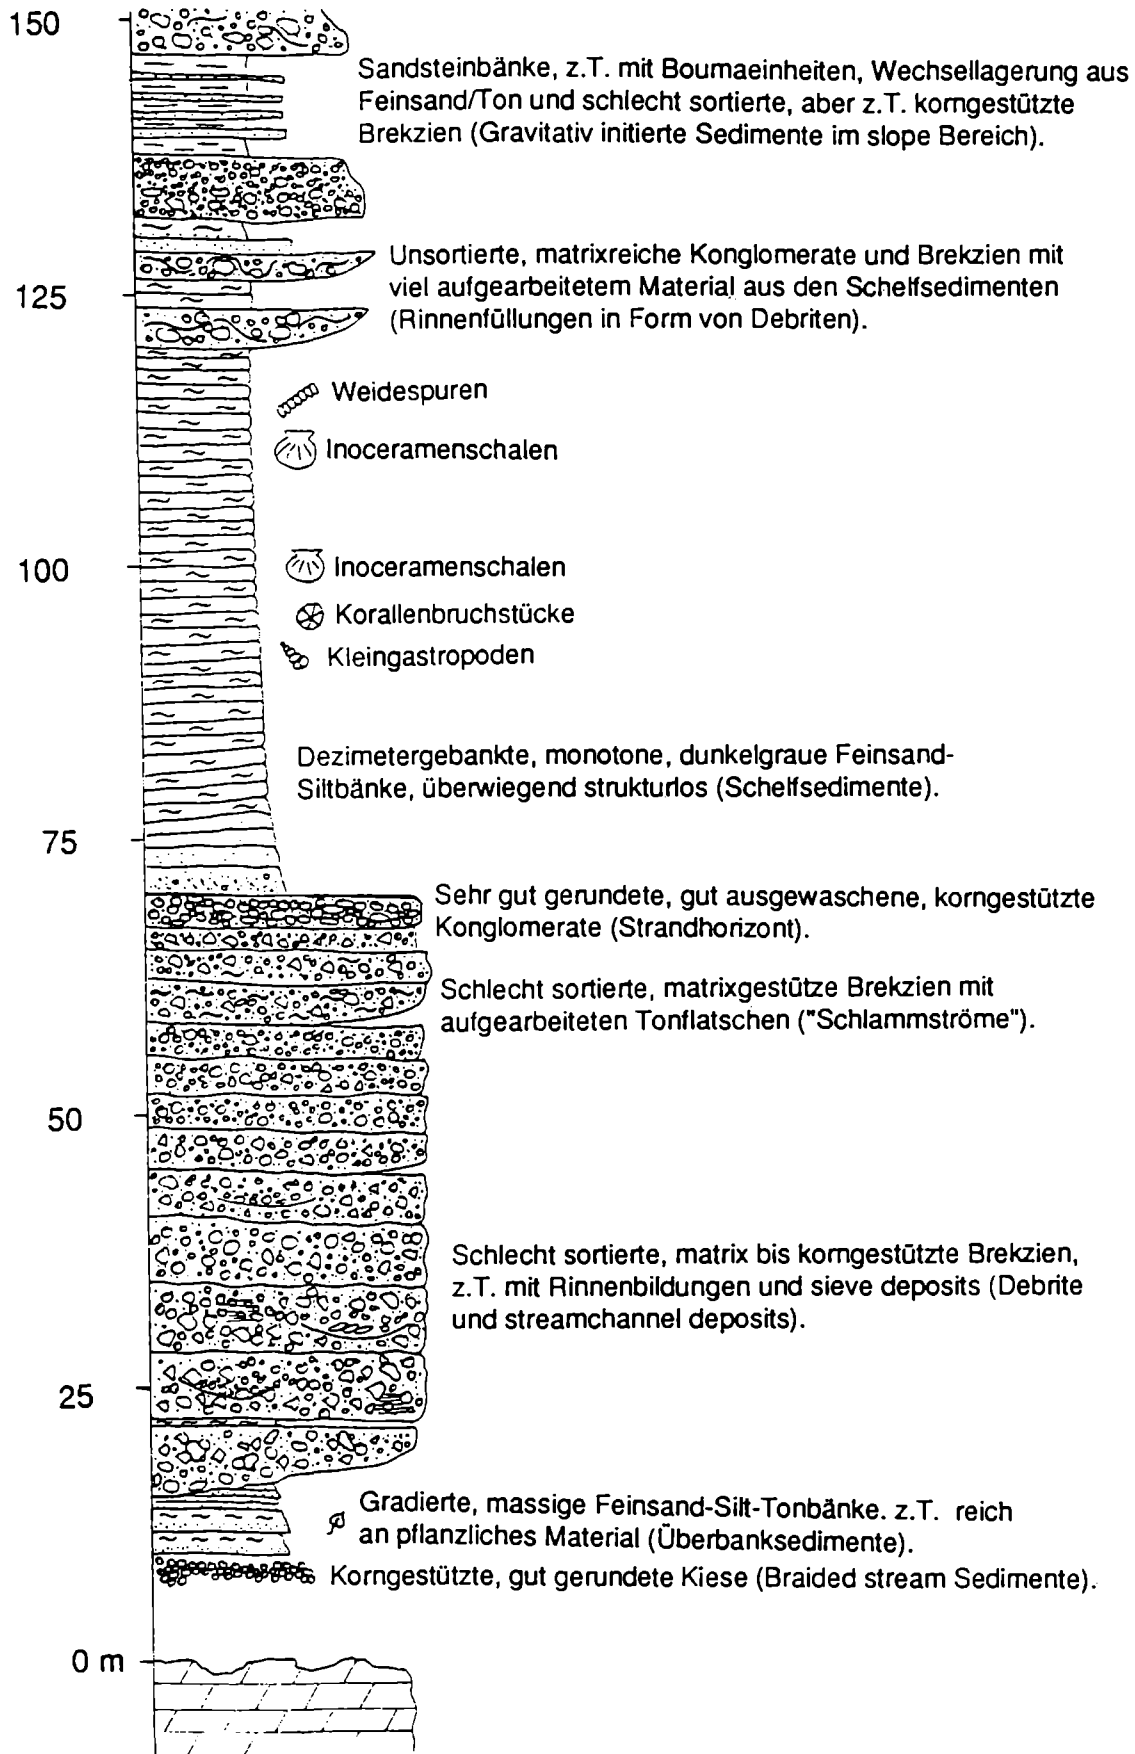 150
Sandsteinbänke, z.T. mit Boumaeinheiten, Wechsellagerung aus
Feinsand/Ton und schlecht sortierte, aber z.T. korngestützte
Brekzien (Gravitativ initierte Sedimente im slope Bereich).
Unsortierte, matrixreiche Konglomerate und Brekzien mit
125
viel aufgearbeitetem Material aus den Schelfsedimenten
(Rinnenfüllungen in Form von Debriten).
Weidespuren
Inoceramenschalen
100
Inoceramenschalen
Korallenbruchstücke
Kleingastropoden
Dezimetergebankte, monotone, dunkelgraue Feinsand-
Siltbänke, überwiegend strukturlos (Schelfsedimente).
75
Sehr gut gerundete, gut ausgewaschene, korngestützte
Konglomerate (Strandhorizont).
Schlecht sortierte, matrixgestütze Brekzien mit
aufgearbeiteten Tonflatschen ("Schlammströme").
50
Schlecht sortierte, matrix bis korngestützte Brekzien,
z.T. mit Rinnenbildungen und sieve deposits (Debrite
und streamchannel deposits).
25
Gradierte, massige Feinsand-Silt-Tonbänke. z.T. reich
an pflanzliches Material (Überbanksedimente).
Korngestützte, gut gerundete Kiese (Braided stream Sedimente).
0 m